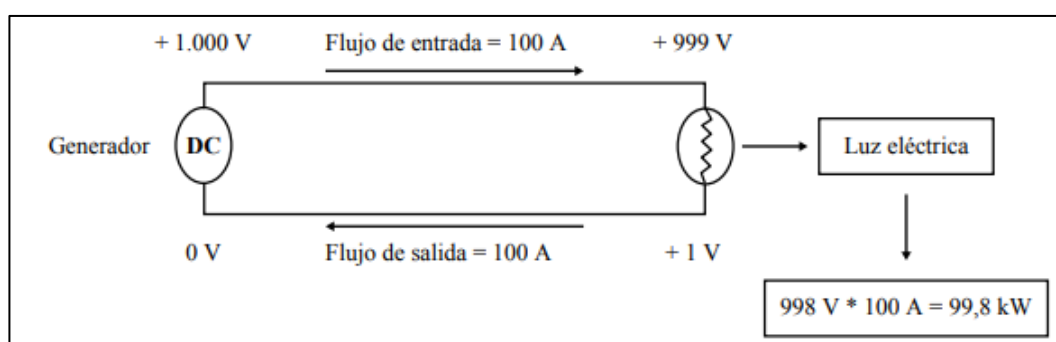 + 1.000 V
Flujo de entrada = 100 A
+ 999 V
Generador
DC
Luz eléctrica
0 V
Flujo de salida = 100 A
+ 1 V
998 V * 100 A = 99,8 kW